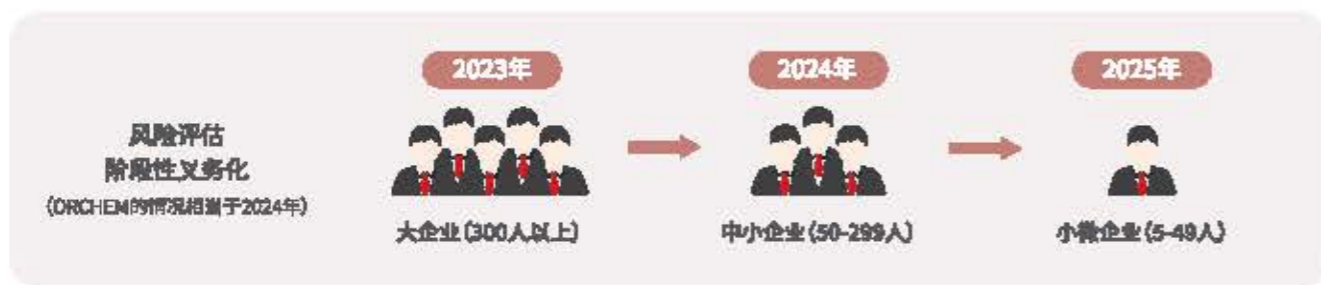 风险评估
阶段性义务化
(ORCHEM的情况相当于2024年)
2023年
大企业 (300人以上)
2024年
中小企业 (50-299人)
2025年
小微企业 (5-49人)